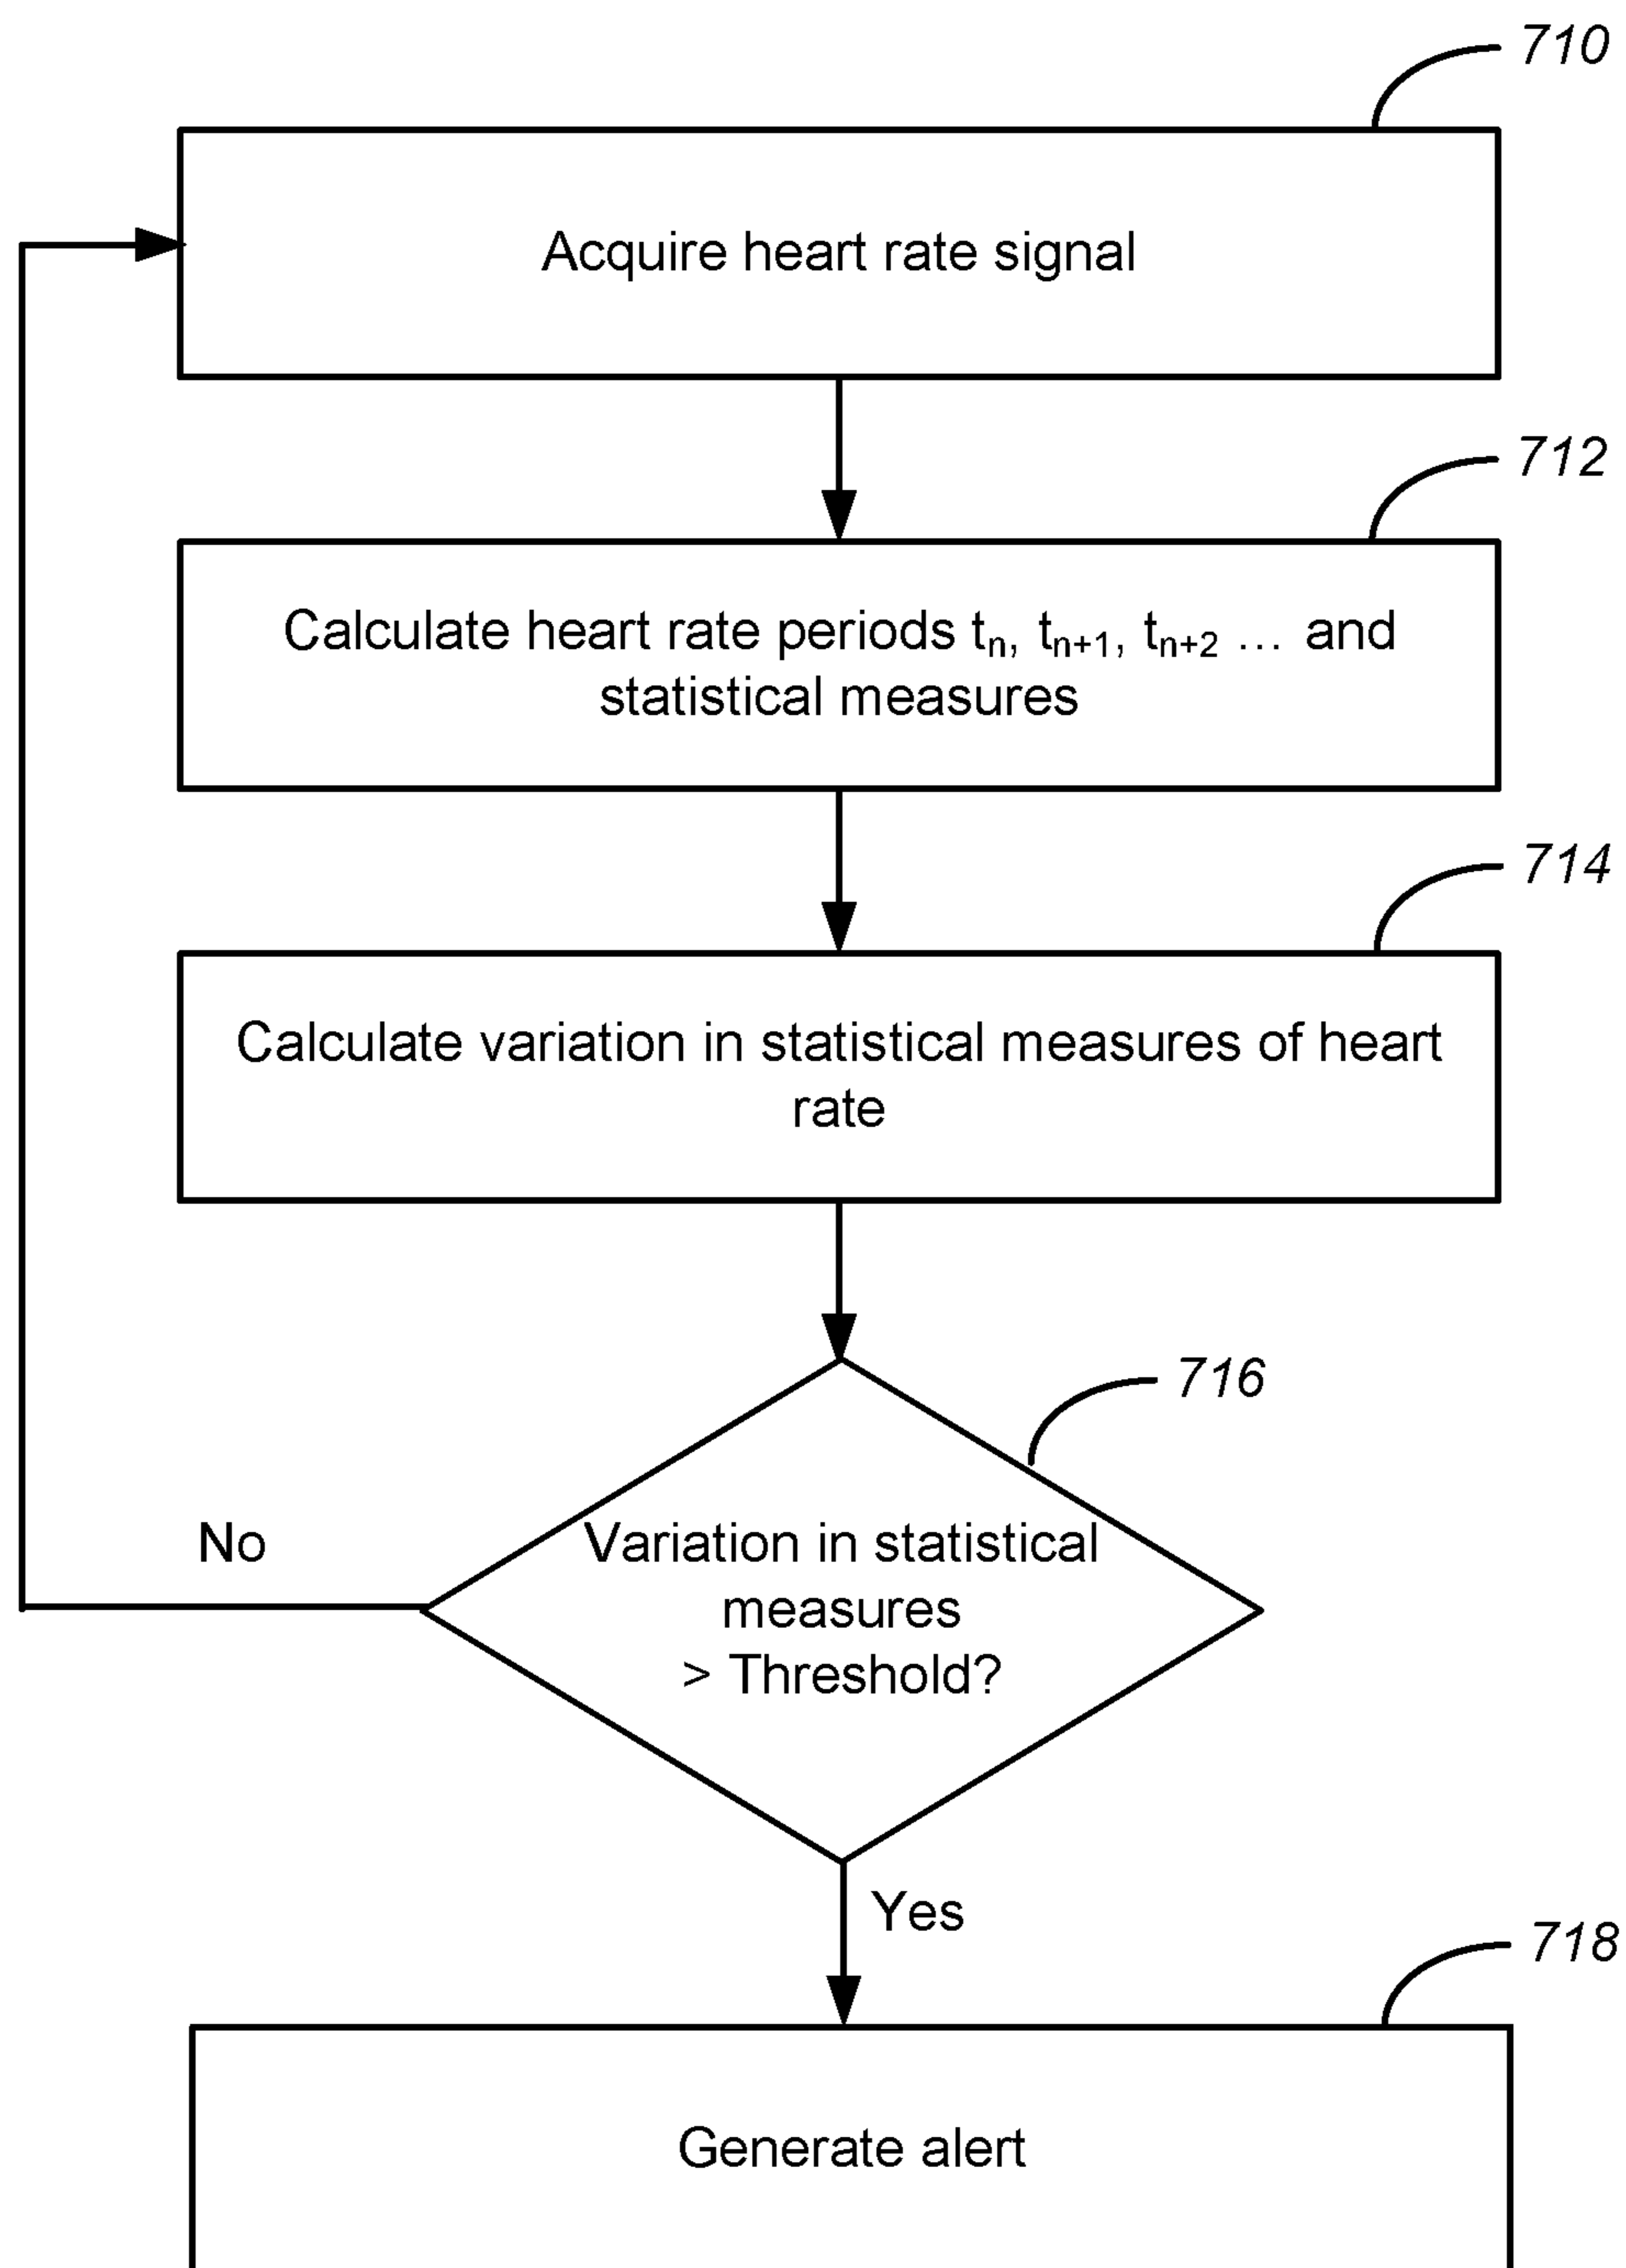 710
Acquire heart rate signal
712
Calculate heart rate periods tₙ, tₙ₊₁, tₙ₊₂ … and
statistical measures
714
Calculate variation in statistical measures of heart
rate
716
No
Variation in statistical
measures
> Threshold?
Yes
718
Generate alert